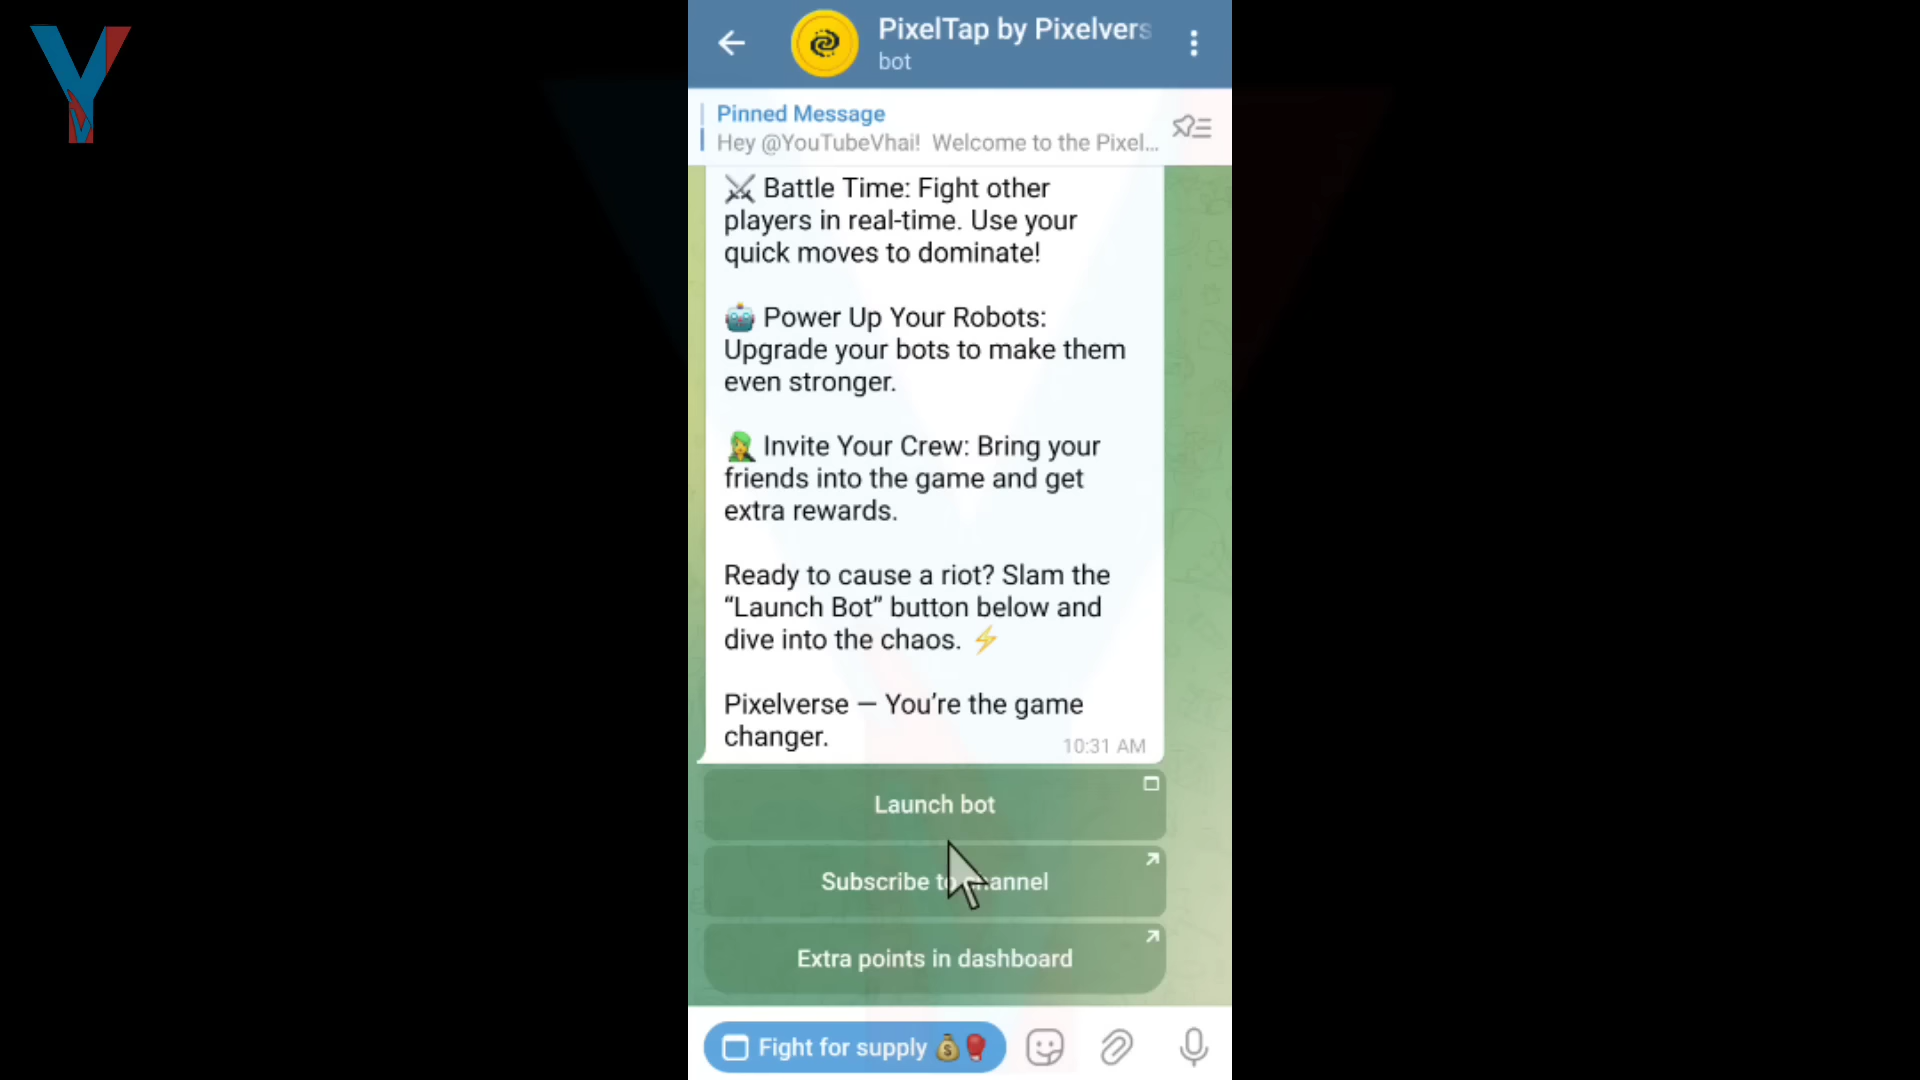 PixelTap by Pixelvers
bot
Pinned Message
Hey @YouTubeVhai! Welcome to the Pixel...
⚔ Battle Time: Fight other
players in real-time. Use your
quick moves to dominate!
🤖 Power Up Your Robots:
Upgrade your bots to make them
even stronger.
🧝‍♂️ Invite Your Crew: Bring your
friends into the game and get
extra rewards.
Ready to cause a riot? Slam the
“Launch Bot” button below and
dive into the chaos. ⚡
Pixelverse — You’re the game
changer.
10:31 AM
Launch bot
Subscribe to channel
Extra points in dashboard
Fight for supply 💰🥊